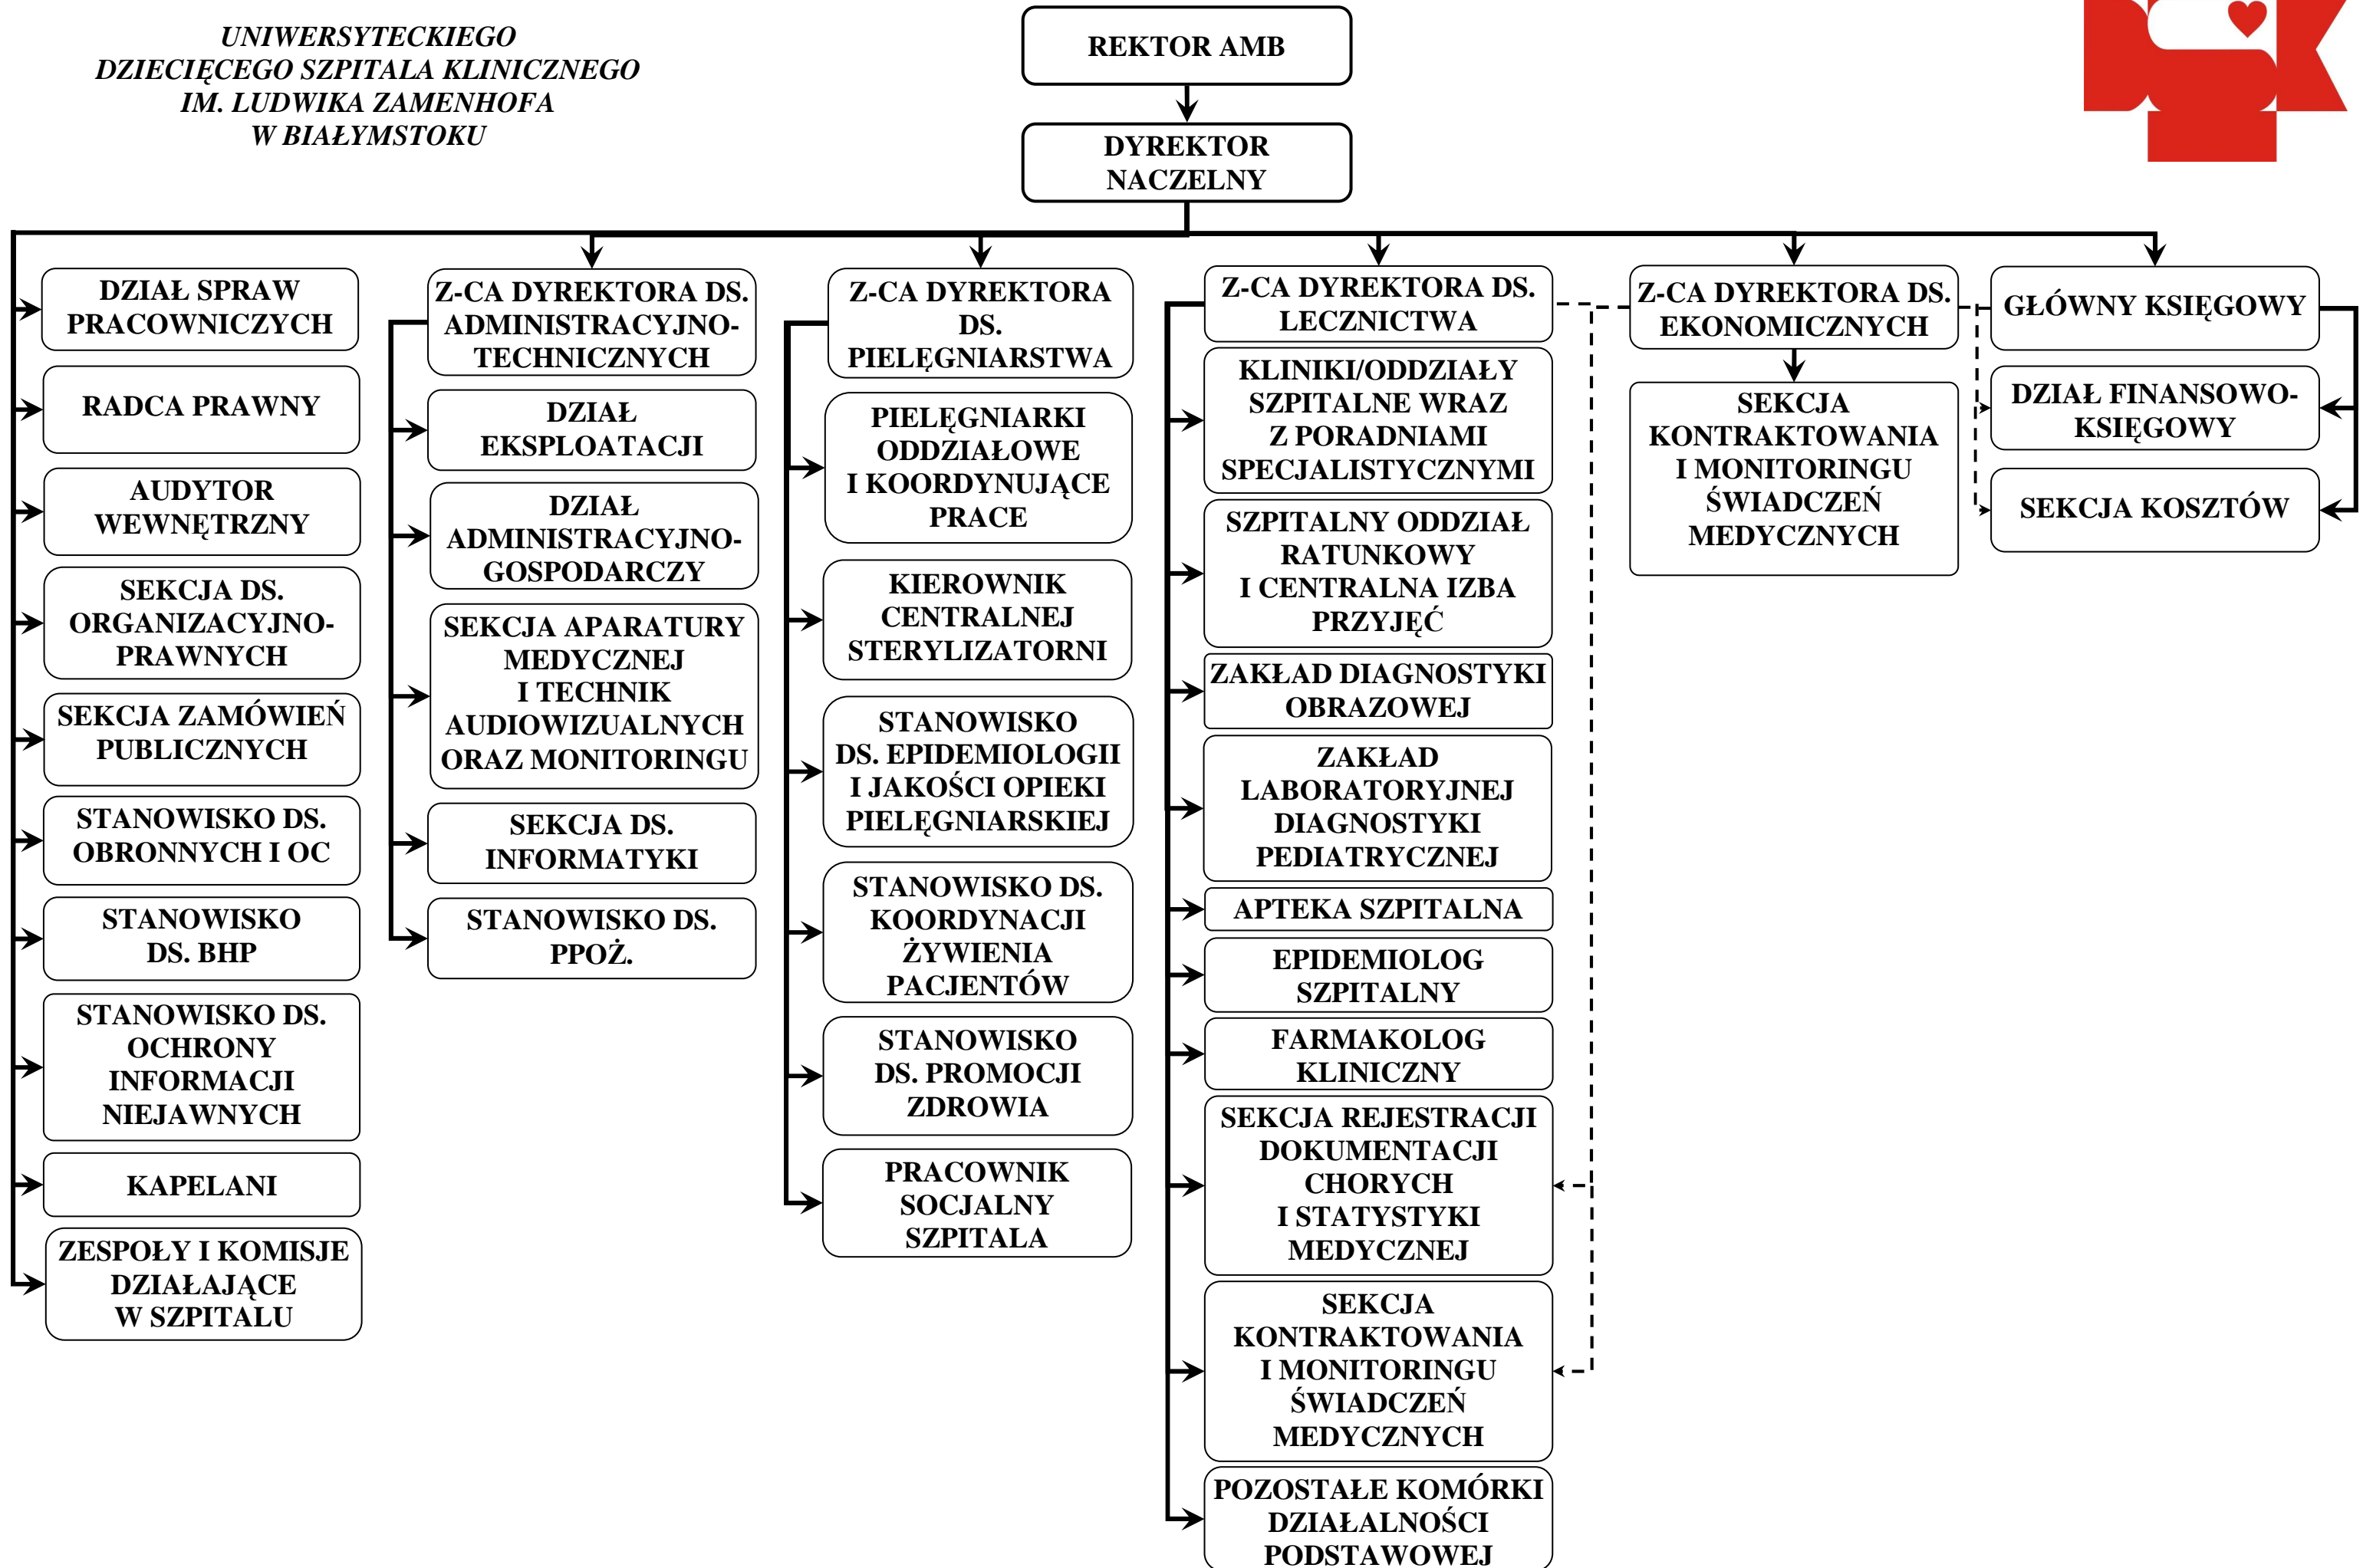 UNIWERSYTECKIEGO
DZIECIĘCEGO SZPITALA KLINICZNEGO
IM. LUDWIKA ZAMENHOFA
W BIAŁYMSTOKU
REKTOR AMB
DYREKTOR
NACZELNY
DZIAŁ SPRAW
PRACOWNICZYCH
RADCA PRAWNY
AUDYTOR
WEWNĘTRZNY
SEKCJA DS.
ORGANIZACYJNO-
PRAWNYCH
SEKCJA ZAMÓWIEŃ
PUBLICZNYCH
STANOWISKO DS.
OBRONNYCH I OC
STANOWISKO
DS. BHP
STANOWISKO DS.
OCHRONY
INFORMACJI
NIEJAWNYCH
KAPELANI
ZESPOŁY I KOMISJE
DZIAŁAJĄCE
W SZPITALU
Z-CA DYREKTORA DS.
ADMINISTRACYJNO-
TECHNICZNYCH
DZIAŁ
EKSPLOATACJI
DZIAŁ
ADMINISTRACYJNO-
GOSPODARCZY
SEKCJA APARATURY
MEDYCZNEJ
I TECHNIK
AUDIOWIZUALNYCH
ORAZ MONITORINGU
SEKCJA DS.
INFORMATYKI
STANOWISKO DS.
PPOŻ.
Z-CA DYREKTORA
DS.
PIELĘGNIARSTWA
PIELĘGNIARKI
ODDZIAŁOWE
I KOORDYNUJĄCE
PRACE
KIEROWNIK
CENTRALNEJ
STERYLIZATORNI
STANOWISKO
DS. EPIDEMIOLOGII
I JAKOŚCI OPIEKI
PIELĘGNIARSKIEJ
STANOWISKO DS.
KOORDYNACJI
ŻYWIENIA
PACJENTÓW
STANOWISKO
DS. PROMOCJI
ZDROWIA
PRACOWNIK
SOCJALNY
SZPITALA
Z-CA DYREKTORA DS.
LECZNICTWA
KLINIKI/ODDZIAŁY
SZPITALNE WRAZ
Z PORADNIAMI
SPECJALISTYCZNYMI
SZPITALNY ODDZIAŁ
RATUNKOWY
I CENTRALNA IZBA
PRZYJĘĆ
ZAKŁAD DIAGNOSTYKI
OBRAZOWEJ
ZAKŁAD
LABORATORYJNEJ
DIAGNOSTYKI
PEDIATRYCZNEJ
APTEKA SZPITALNA
EPIDEMIOLOG
SZPITALNY
FARMAKOLOG
KLINICZNY
SEKCJA REJESTRACJI
DOKUMENTACJI
CHORYCH
I STATYSTYKI
MEDYCZNEJ
SEKCJA
KONTRAKTOWANIA
I MONITORINGU
ŚWIADCZEŃ
MEDYCZNYCH
POZOSTAŁE KOMÓRKI
DZIAŁALNOŚCI
PODSTAWOWEJ
Z-CA DYREKTORA DS.
EKONOMICZNYCH
SEKCJA
KONTRAKTOWANIA
I MONITORINGU
ŚWIADCZEŃ
MEDYCZNYCH
GŁÓWNY KSIĘGOWY
DZIAŁ FINANSOWO-
KSIĘGOWY
SEKCJA KOSZTÓW